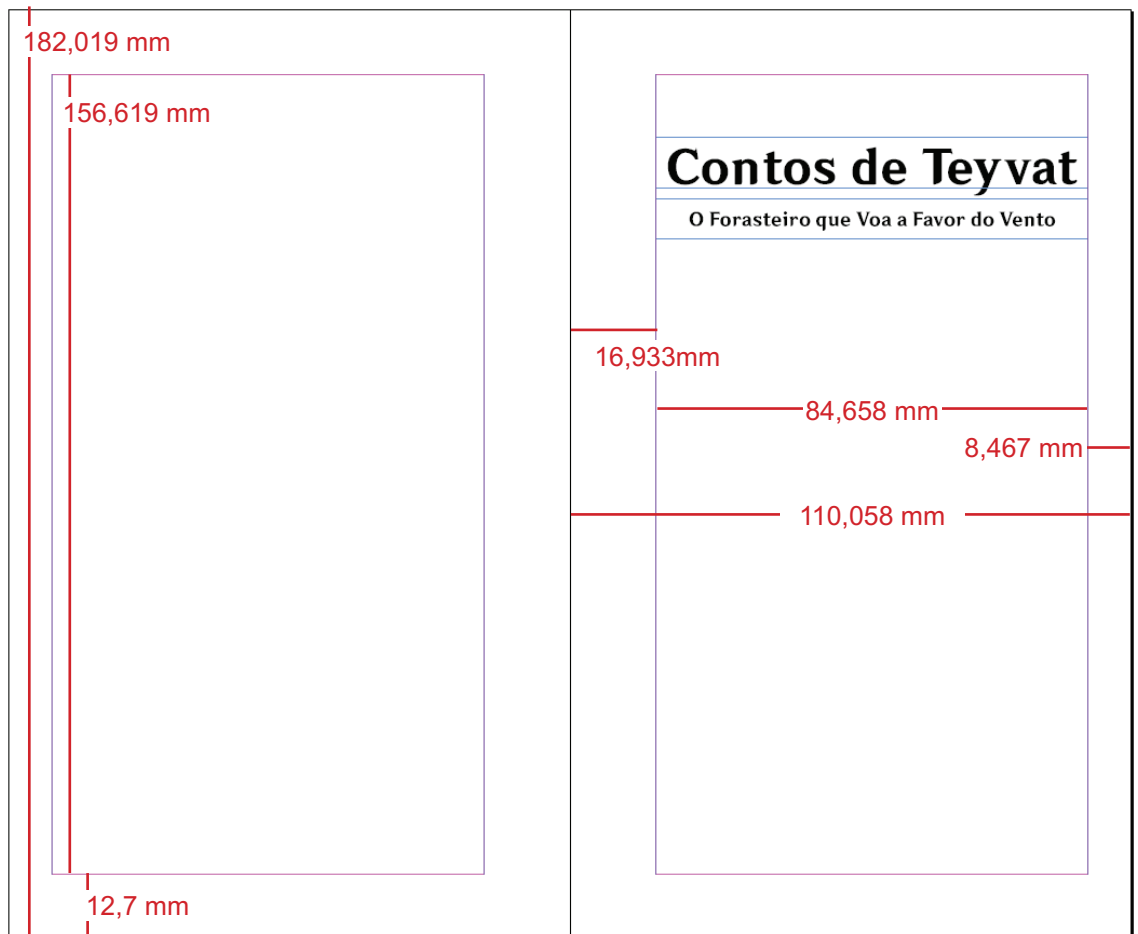 182,019 mm
156,619 mm
Contos de Teyvat
O Forasteiro que Voa a Favor do Vento
16,933mm
84,658 mm
8,467 mm
110,058 mm
12,7 mm